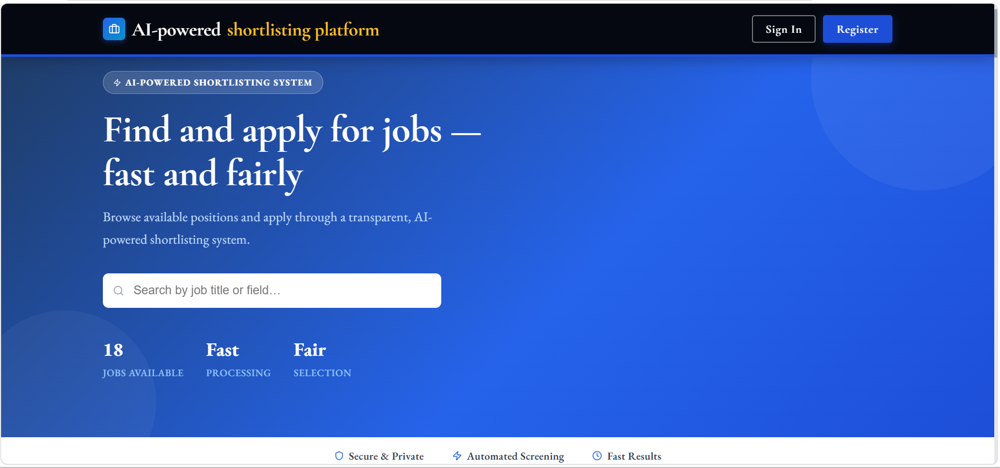 AI-powered shortlisting platform
Sign In
Register
AI-POWERED SHORTLISTING SYSTEM
Find and apply for jobs —
fast and fairly
Browse available positions and apply through a transparent, AI-
powered shortlisting system.
Search by job title or field…
18
JOBS AVAILABLE
Fast
PROCESSING
Fair
SELECTION
Secure & Private
Automated Screening
Fast Results